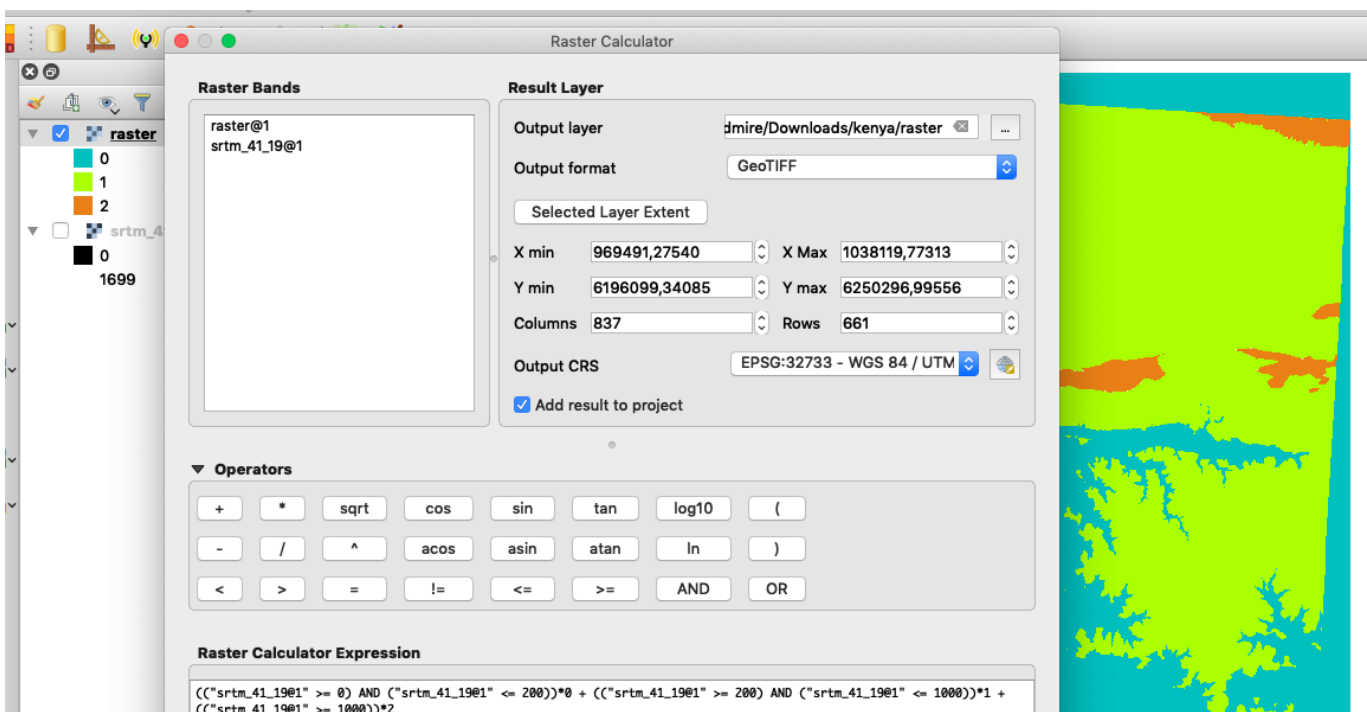 Raster Calculator
raster
0
1
2
srtm_4
0
1699
Raster Bands
raster@1
srtm_41_19@1
Result Layer
Output layer
dmire/Downloads/kenya/raster
...
Output format
GeoTIFF
Selected Layer Extent
X min 969491,27540 X Max 1038119,77313
Y min 6196099,34085 Y max 6250296,99556
Columns 837 Rows 661
Output CRS EPSG:32733 - WGS 84 / UTM
Add result to project
Operators
+ * sqrt cos sin tan log10 (
- / ^ acos asin atan ln )
< > = != <= >= AND OR
Raster Calculator Expression
(("srtm_41_19@1" >= 0) AND ("srtm_41_19@1" <= 200))*0 + (("srtm_41_19@1" >= 200) AND ("srtm_41_19@1" <= 1000))*1 +
(("srtm_41_19@1" >= 1000))*2